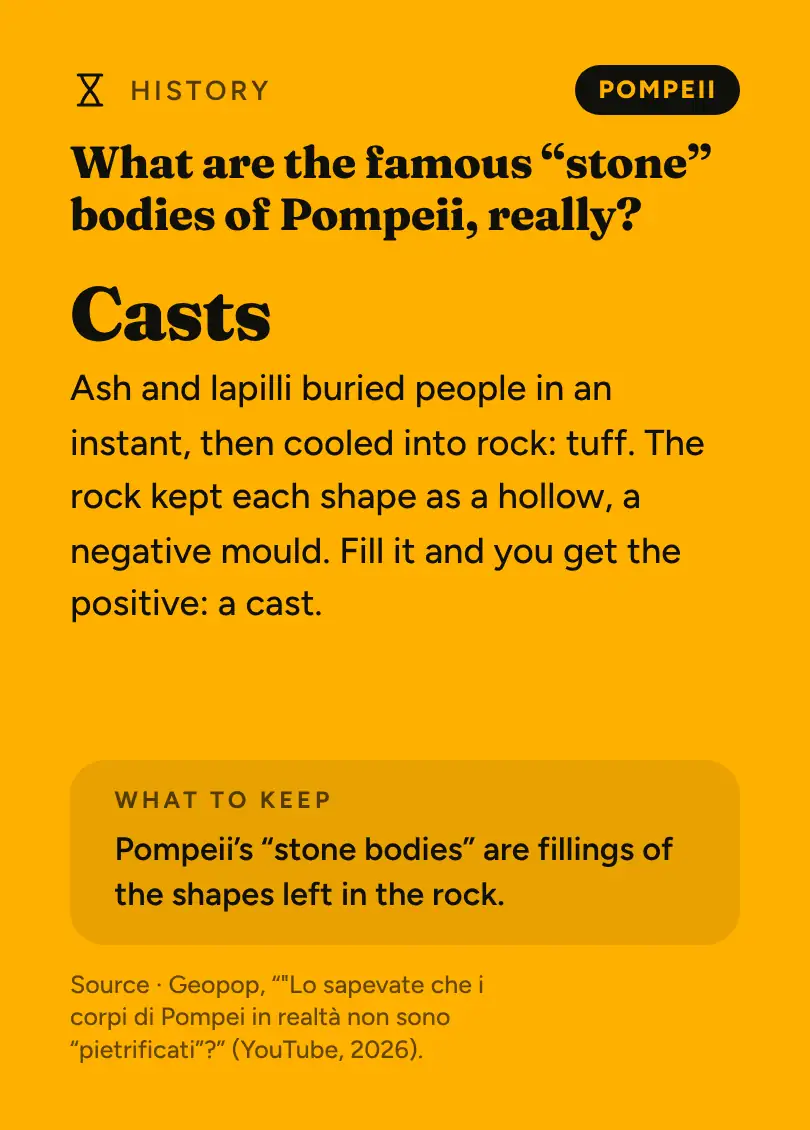 HISTORY
POMPEII
What are the famous “stone”
bodies of Pompeii, really?
Casts
Ash and lapilli buried people in an
instant, then cooled into rock: tuff. The
rock kept each shape as a hollow, a
negative mould. Fill it and you get the
positive: a cast.
WHAT TO KEEP
Pompeii’s “stone bodies” are fillings of
the shapes left in the rock.
Source · Geopop, “"Lo sapevate che i
corpi di Pompei in realtà non sono
“pietrificati”?” (YouTube, 2026).